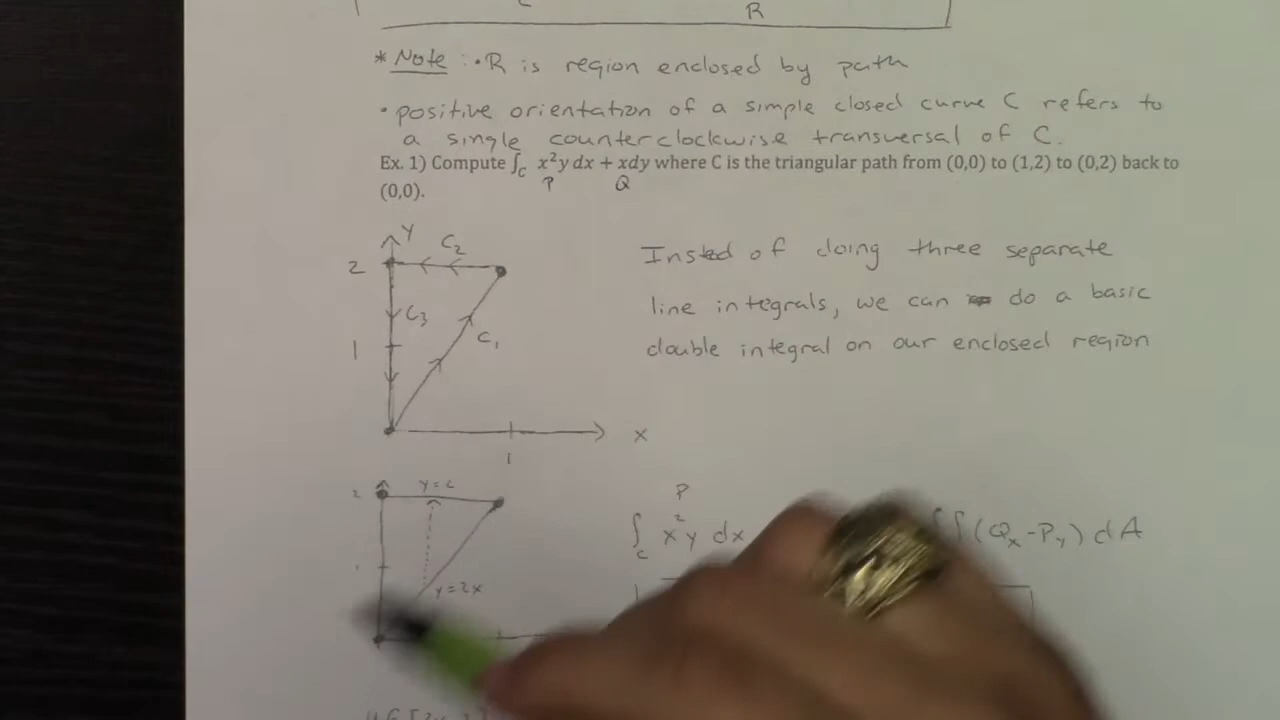 R
* Note : • R is region enclosed by path
• positive orientation of a simple closed curve C refers to
a single counterclockwise transversal of C.
Ex. 1) Compute ∫C x²y dx + xdy where C is the triangular path from (0,0) to (1,2) to (0,2) back to
P Q
(0,0).
Y
C2
2
C3
C1
1
X
1
Insted of doing three separate
line integrals, we can do a basic
double integral on our enclosed region
2
1
y=2x
P
∫C x²y dx
∫∫(Qx-Py) dA